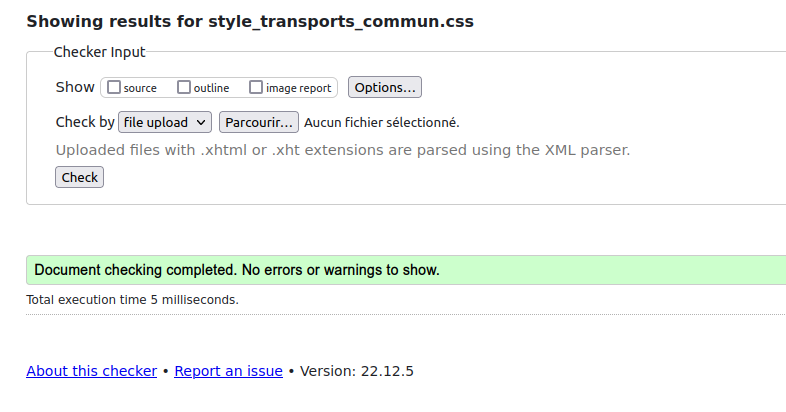 Showing results for style_transports_commun.css
Checker Input
Show source outline image report Options...
Check by file upload Parcourir... Aucun fichier sélectionné.
Uploaded files with .xhtml or .xht extensions are parsed using the XML parser.
Check
Document checking completed. No errors or warnings to show.
Total execution time 5 milliseconds.
About this checker • Report an issue • Version: 22.12.5